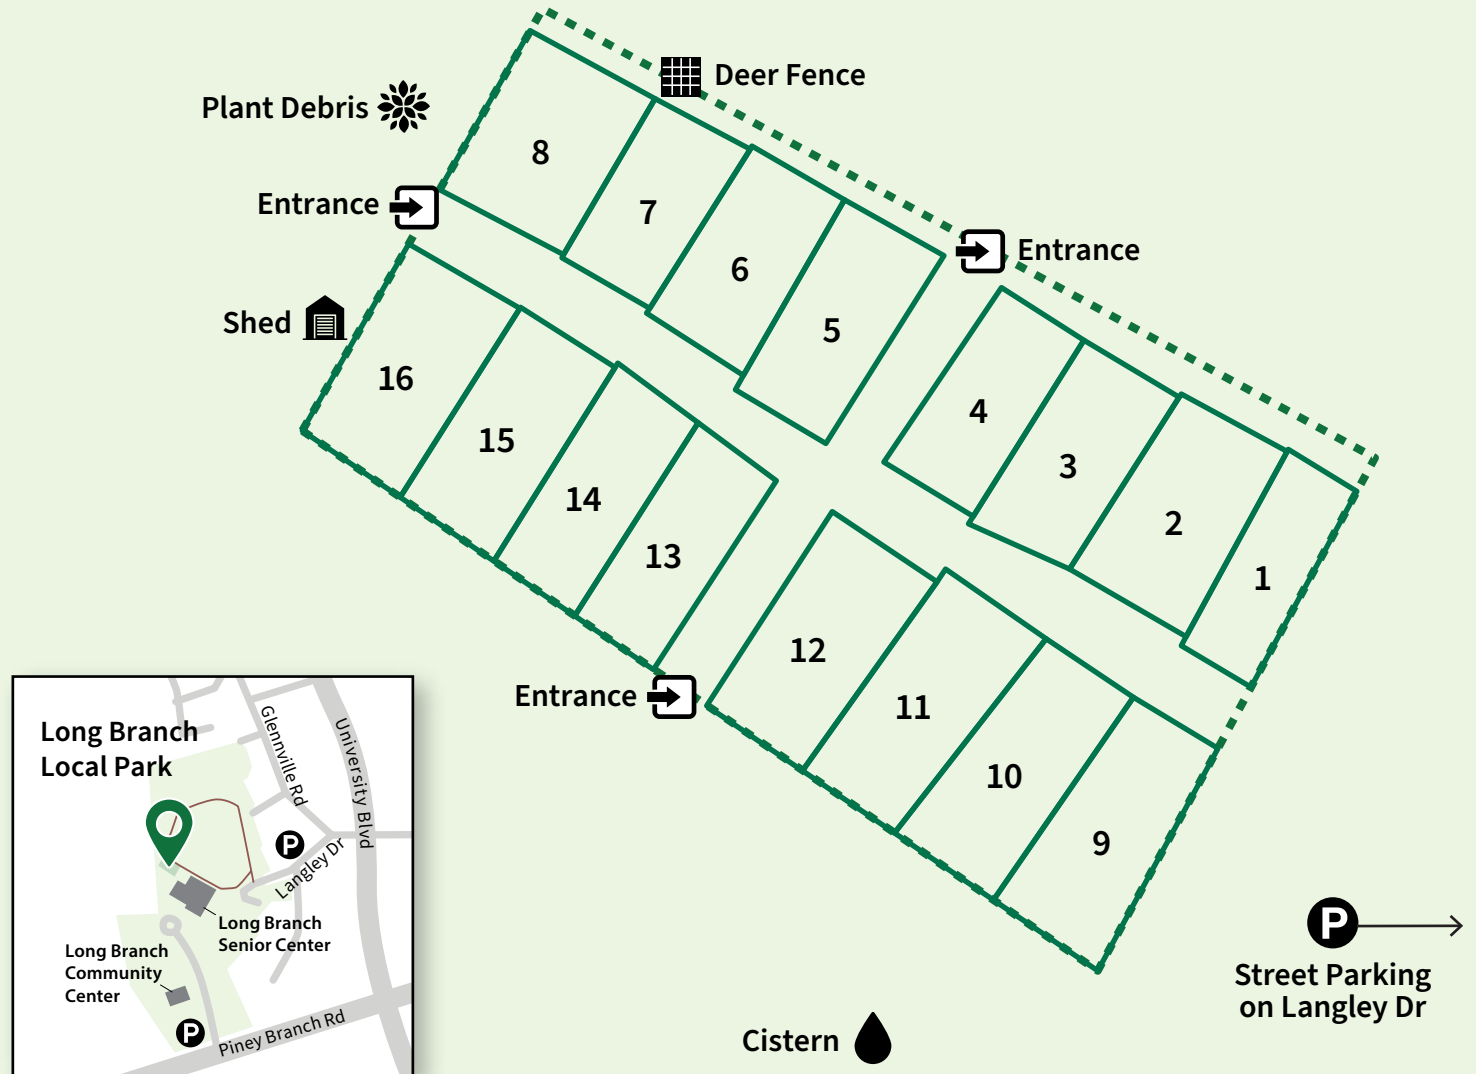 Deer Fence
Plant Debris
8
Entrance
7
Entrance
6
Shed
5
16
4
15
3
14
2
13
1
12
Entrance
11
10
9
Long Branch
Local Park
Glennville Rd
University Blvd
P
Langley Dr
Long Branch
Senior Center
Long Branch
Community
Center
P
Piney Branch Rd
P
Street Parking
on Langley Dr
Cistern